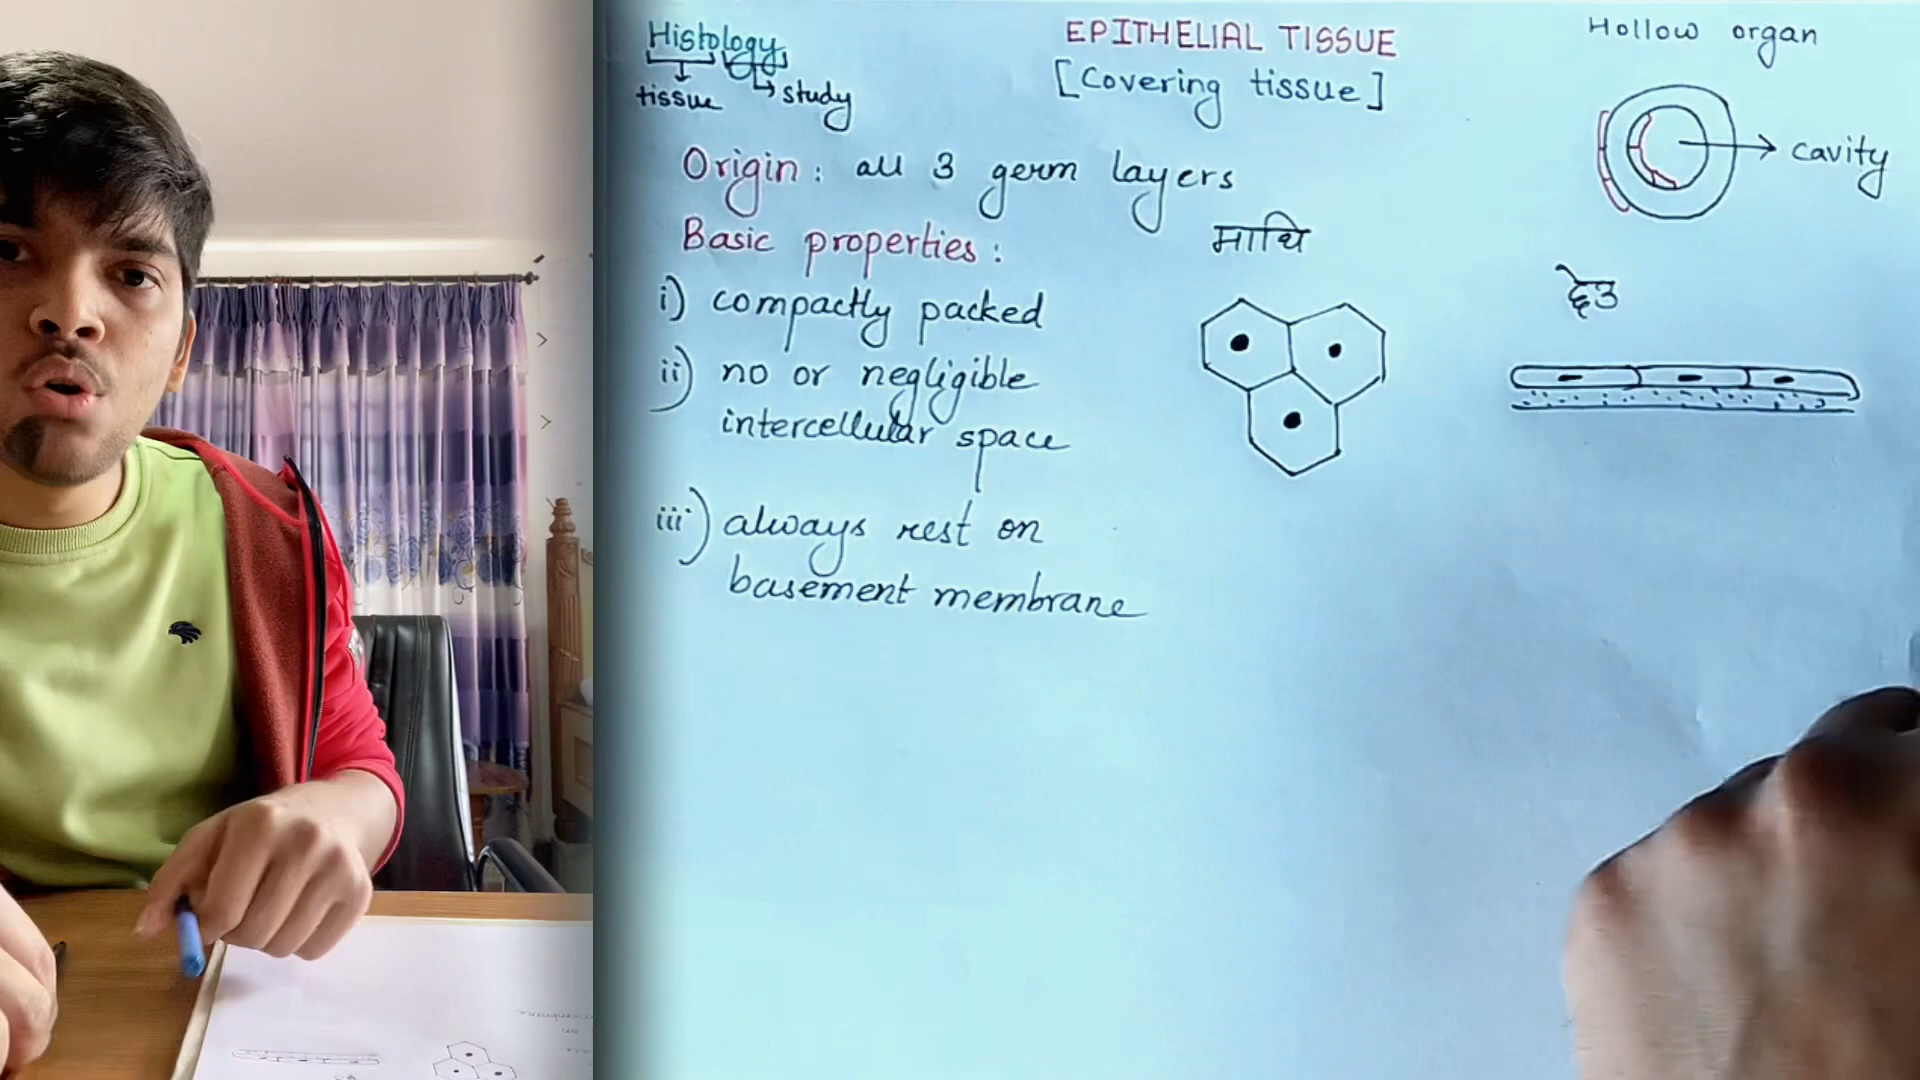 Histology
tissue
study
EPITHELIAL TISSUE
[Covering tissue]
Hollow organ
cavity
Origin: all 3 germ layers
Basic properties:
माथि
i) compactly packed
ii) no or negligible
intercellular space
iii) always rest on
basement membrane